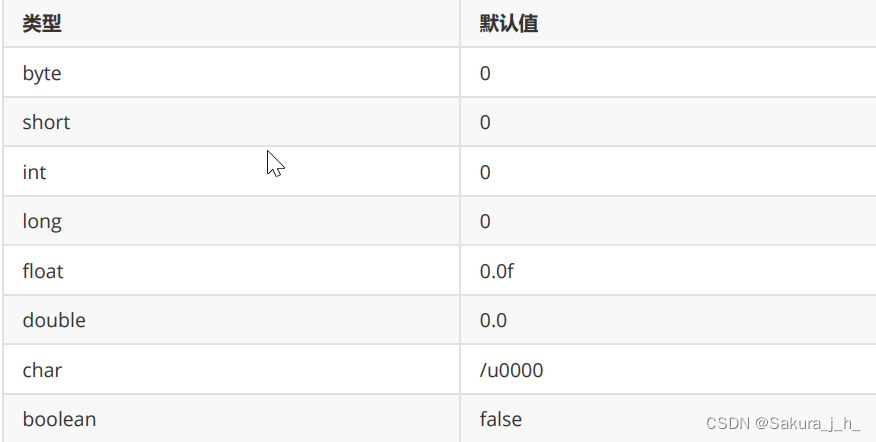 类型 默认值
byte 0
short 0
int 0
long 0
float 0.0f
double 0.0
char /u0000
boolean false
CSDN @Sakura_j_h_